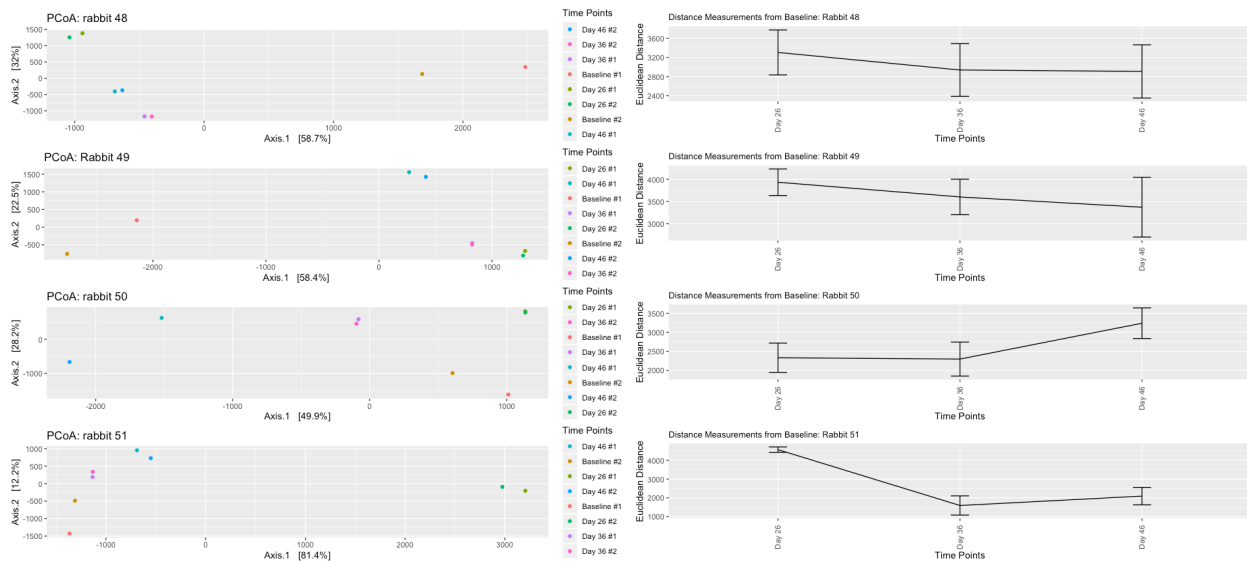 PCoA: rabbit 48
Axis.2 [32%]
1500
1000
500
0
-500
-1000
-1000
0
1000
2000
Axis.1 [58.7%]
Time Points
Day 46 #2
Day 36 #2
Day 36 #1
Baseline #1
Day 26 #1
Day 26 #2
Baseline #2
Day 46 #1
Distance Measurements from Baseline: Rabbit 48
Euclidean Distance
3600
3200
2800
2400
Day 26
Day 36
Day 46
Time Points
PCoA: Rabbit 49
Axis.2 [22.5%]
1500
1000
500
0
-500
-2000
-1000
0
1000
Axis.1 [58.4%]
Time Points
Day 26 #1
Day 46 #1
Baseline #1
Day 36 #1
Day 26 #2
Baseline #2
Day 46 #2
Day 36 #2
Distance Measurements from Baseline: Rabbit 49
Euclidean Distance
4000
3500
3000
Day 26
Day 36
Day 46
Time Points
PCoA: rabbit 50
Axis.2 [28.2%]
0
-1000
-2000
-1000
0
1000
Axis.1 [49.9%]
Time Points
Day 26 #1
Day 36 #2
Baseline #1
Day 36 #1
Day 46 #1
Baseline #2
Day 46 #2
Day 26 #2
Distance Measurements from Baseline: Rabbit 50
Euclidean Distance
3500
3000
2500
2000
Day 26
Day 36
Day 46
Time Points
PCoA: rabbit 51
Axis.2 [12.2%]
1000
500
0
-500
-1000
-1500
-1000
0
1000
2000
3000
Axis.1 [81.4%]
Time Points
Day 46 #1
Baseline #2
Day 26 #1
Day 46 #2
Baseline #1
Day 26 #2
Day 36 #1
Day 36 #2
Distance Measurements from Baseline: Rabbit 51
Euclidean Distance
4000
3000
2000
1000
Day 26
Day 36
Day 46
Time Points